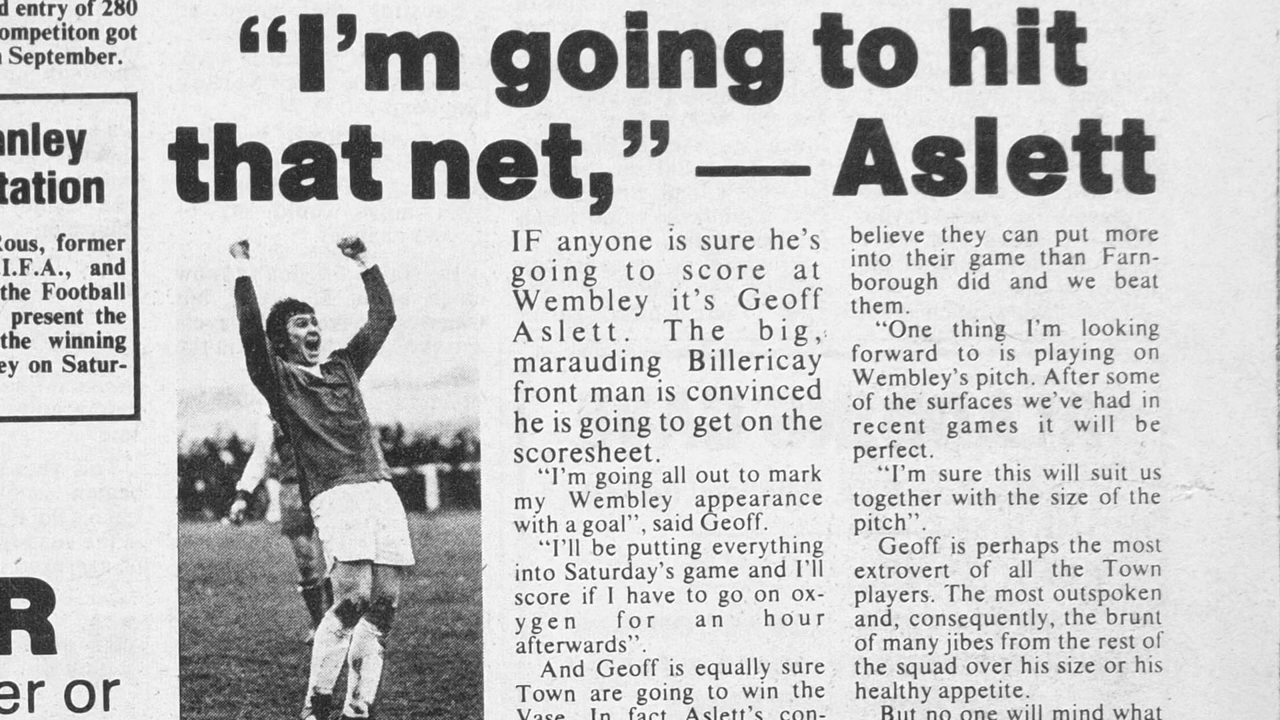 d entry of 280
ompetiton got
September.
nley
tation
Rous, former
I.F.A., and
the Football
present the
the winning
ey on Satur-
R
er or
“I’m going to hit
that net,” — Aslett
IF anyone is sure he’s
going to score at
Wembley it’s Geoff
Aslett. The big,
marauding Billericay
front man is convinced
he is going to get on the
scoresheet.
“I’m going all out to mark
my Wembley appearance
with a goal”, said Geoff.
“I’ll be putting everything
into Saturday’s game and I’ll
score if I have to go on ox-
ygen for an hour
afterwards”.
And Geoff is equally sure
Town are going to win the
Vase. In fact Aslett’s con-
believe they can put more
into their game than Farn-
borough did and we beat
them.
“One thing I’m looking
forward to is playing on
Wembley’s pitch. After some
of the surfaces we’ve had in
recent games it will be
perfect.
“I’m sure this will suit us
together with the size of the
pitch”.
Geoff is perhaps the most
extrovert of all the Town
players. The most outspoken
and, consequently, the brunt
of many jibes from the rest of
the squad over his size or his
healthy appetite.
But no one will mind what